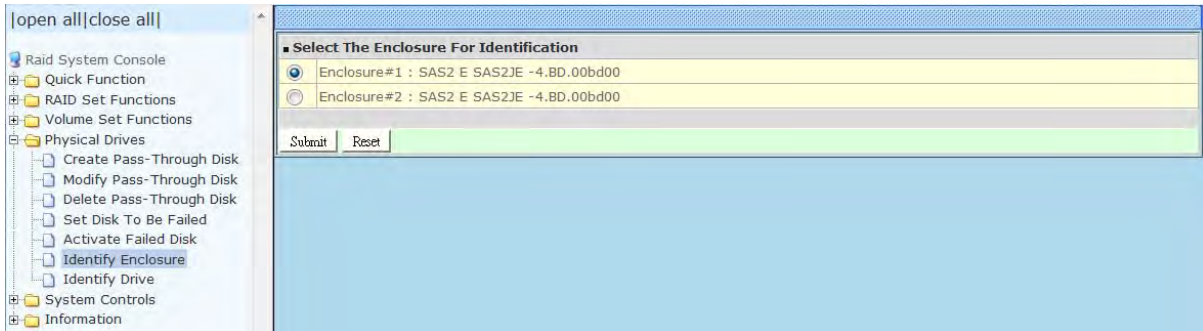 |open all|close all|
Raid System Console
Quick Function
RAID Set Functions
Volume Set Functions
Physical Drives
Create Pass-Through Disk
Modify Pass-Through Disk
Delete Pass-Through Disk
Set Disk To Be Failed
Activate Failed Disk
Identify Enclosure
Identify Drive
System Controls
Information
Select The Enclosure For Identification
Enclosure#1 : SAS2 E SAS2JE -4.BD.00bd00
Enclosure#2 : SAS2 E SAS2JE -4.BD.00bd00
Submit Reset